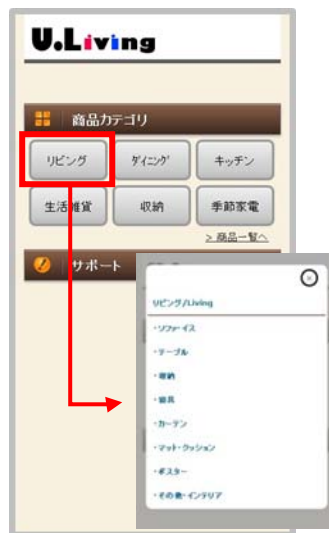 U.Living
商品カテゴリ
リビング
ダイニング
キッチン
生活雑貨
収納
季節家電
> 商品一覧へ
サポート
リビング/Living
・ソファ・イス
・テーブル
・収納
・寝具
・カーテン
・マット・クッション
・ポスター
・その他・インテリア